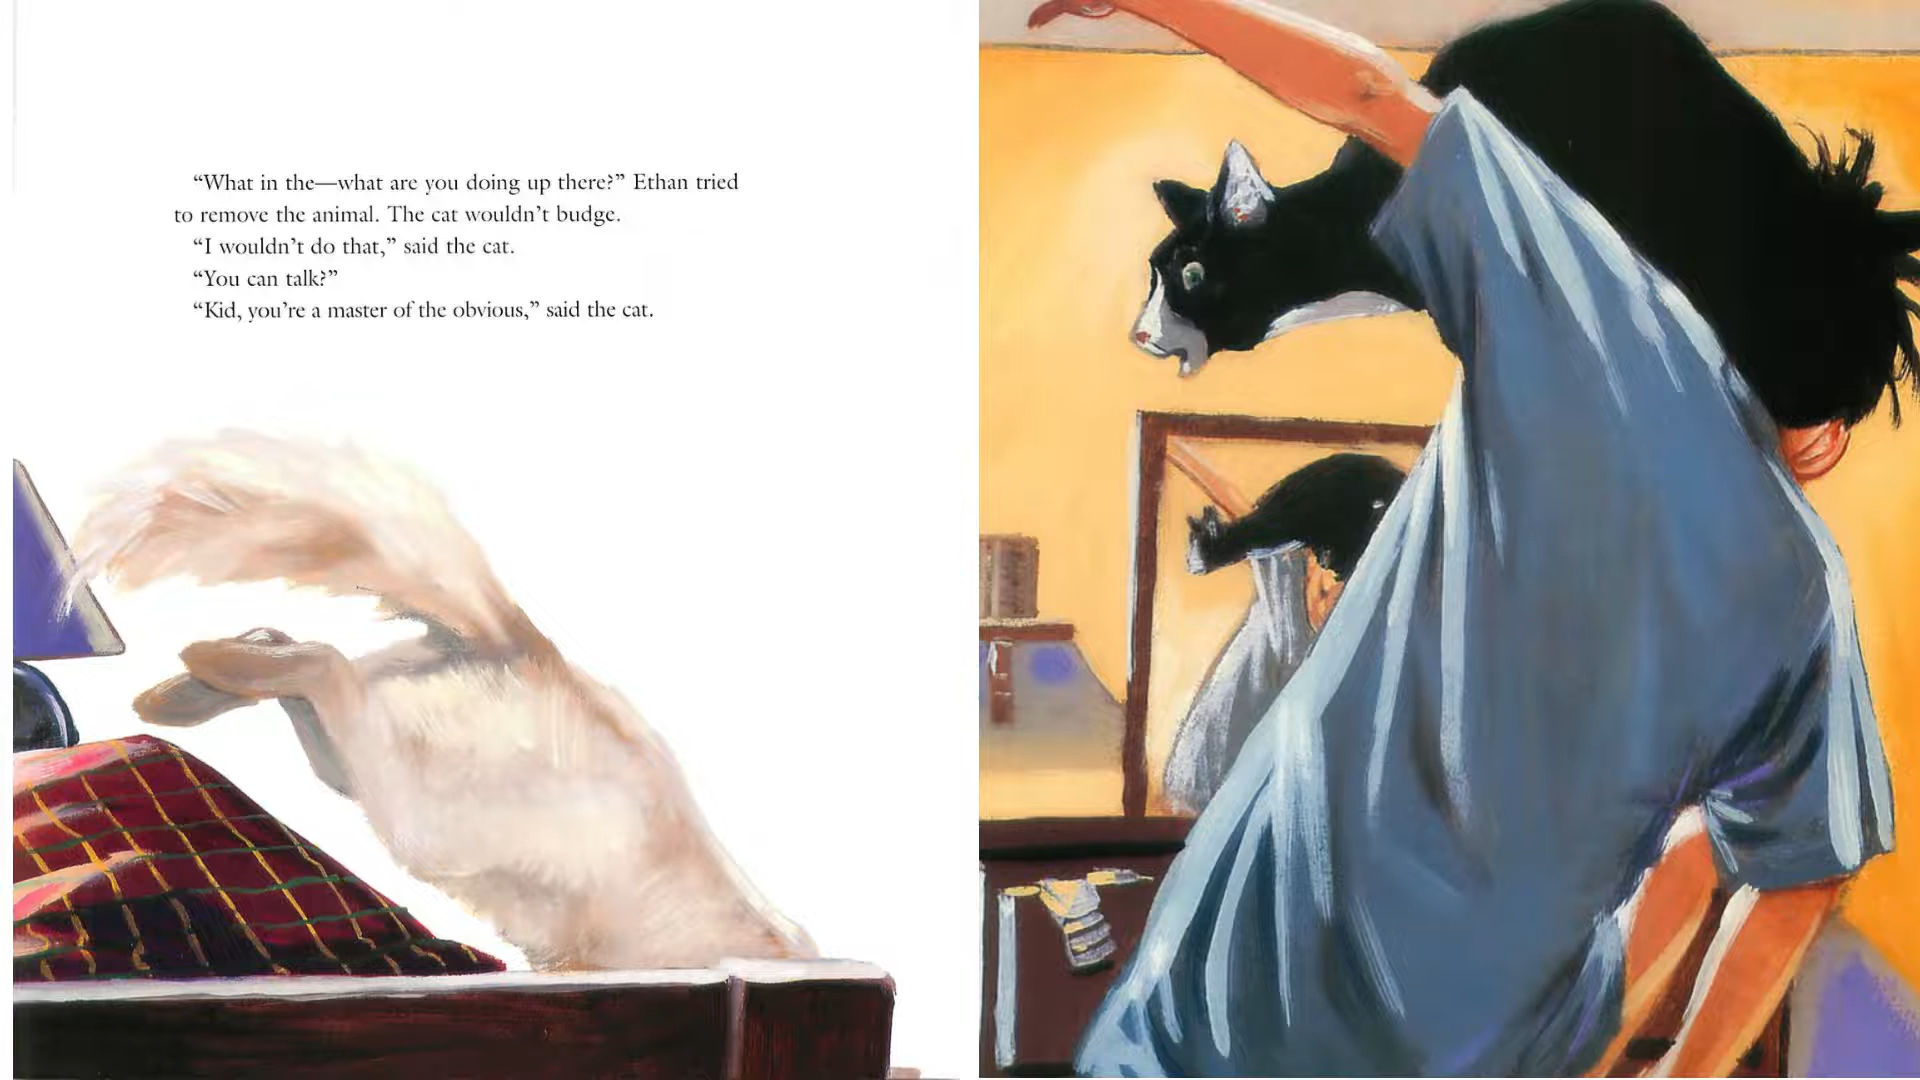 “What in the—what are you doing up there?” Ethan tried
to remove the animal. The cat wouldn’t budge.
“I wouldn’t do that,” said the cat.
“You can talk?”
“Kid, you’re a master of the obvious,” said the cat.